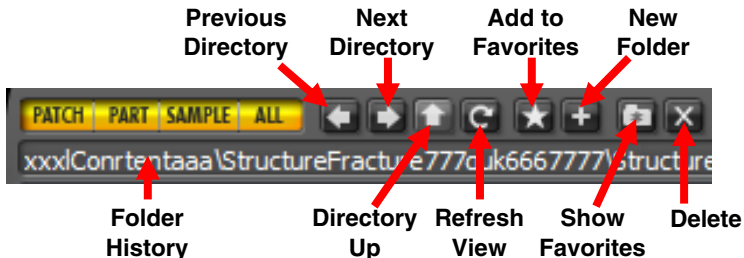 Previous Directory
Next Directory
Add to Favorites
New Folder
PATCH PART SAMPLE ALL
xxxlConrtentaaa\StructureFracture777duk6667777\Structure
Folder History
Directory Up
Refresh View
Show Favorites
Delete